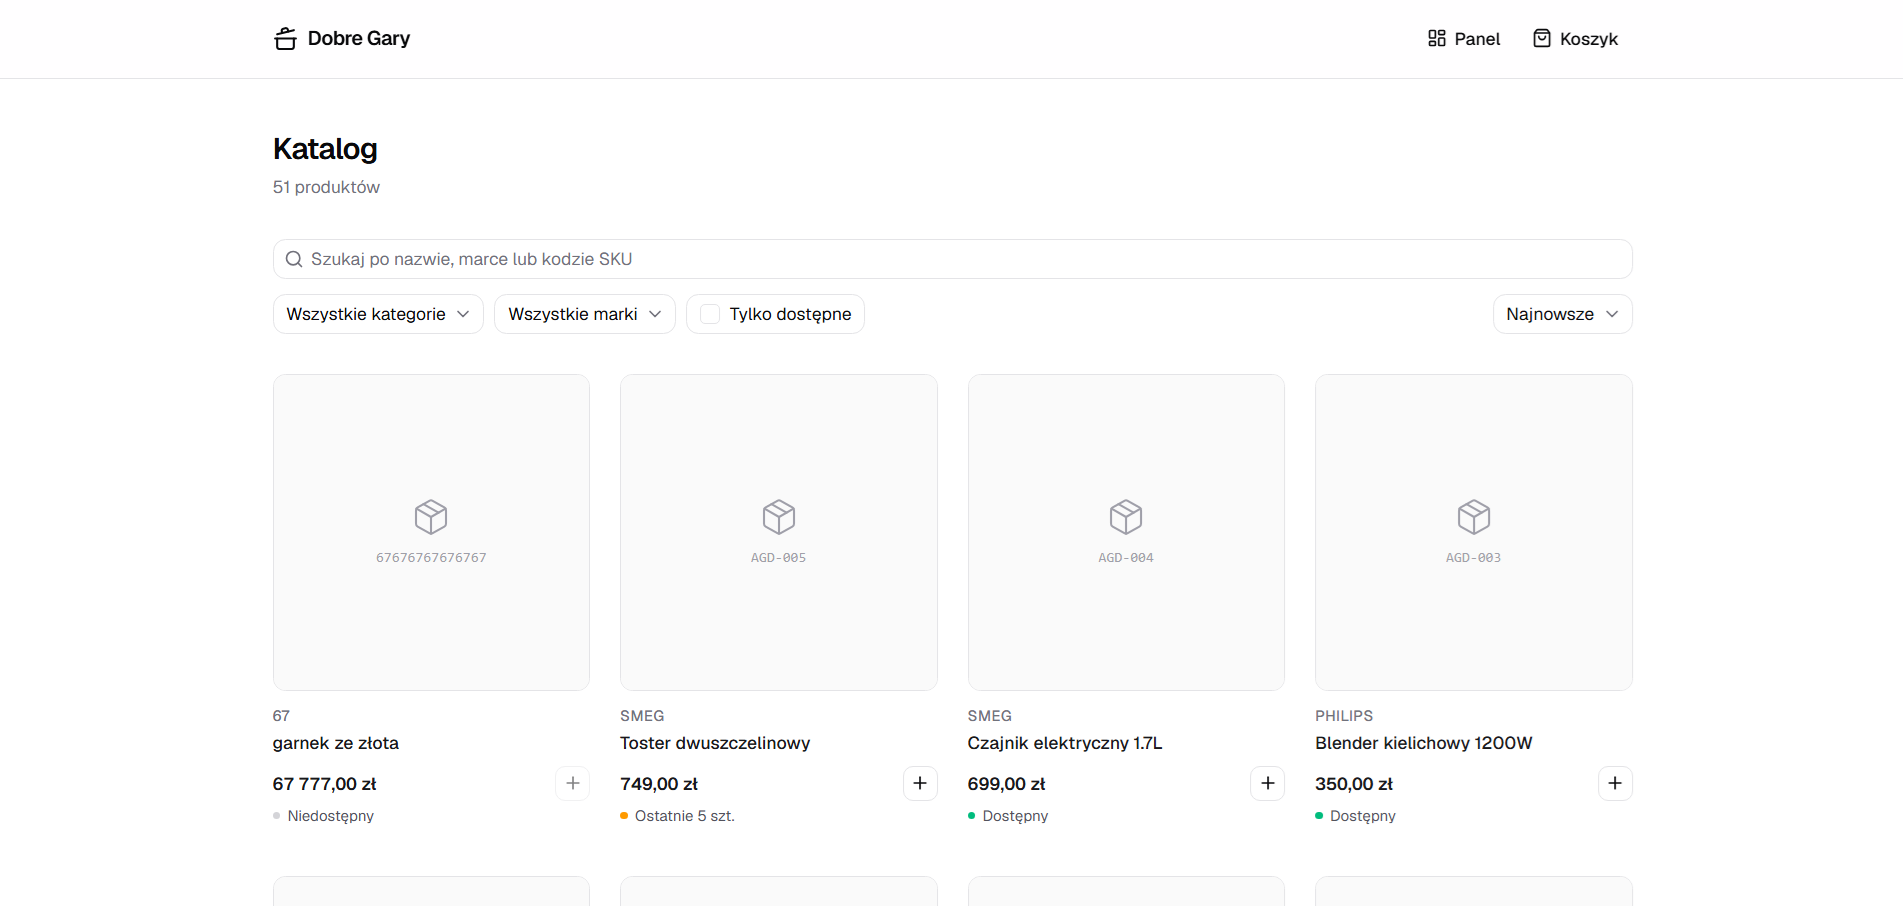 Dobre Gary
Panel
Koszyk
Katalog
51 produktów
Szukaj po nazwie, marce lub kodzie SKU
Wszystkie kategorie
Wszystkie marki
Tylko dostępne
Najnowsze
67676767676767
AGD-005
AGD-004
AGD-003
67
SMEG
SMEG
PHILIPS
garnek ze złota
Toster dwuszczelinowy
Czajnik elektryczny 1.7L
Blender kielichowy 1200W
67 777,00 zł
749,00 zł
699,00 zł
350,00 zł
Niedostępny
Ostatnie 5 szt.
Dostępny
Dostępny